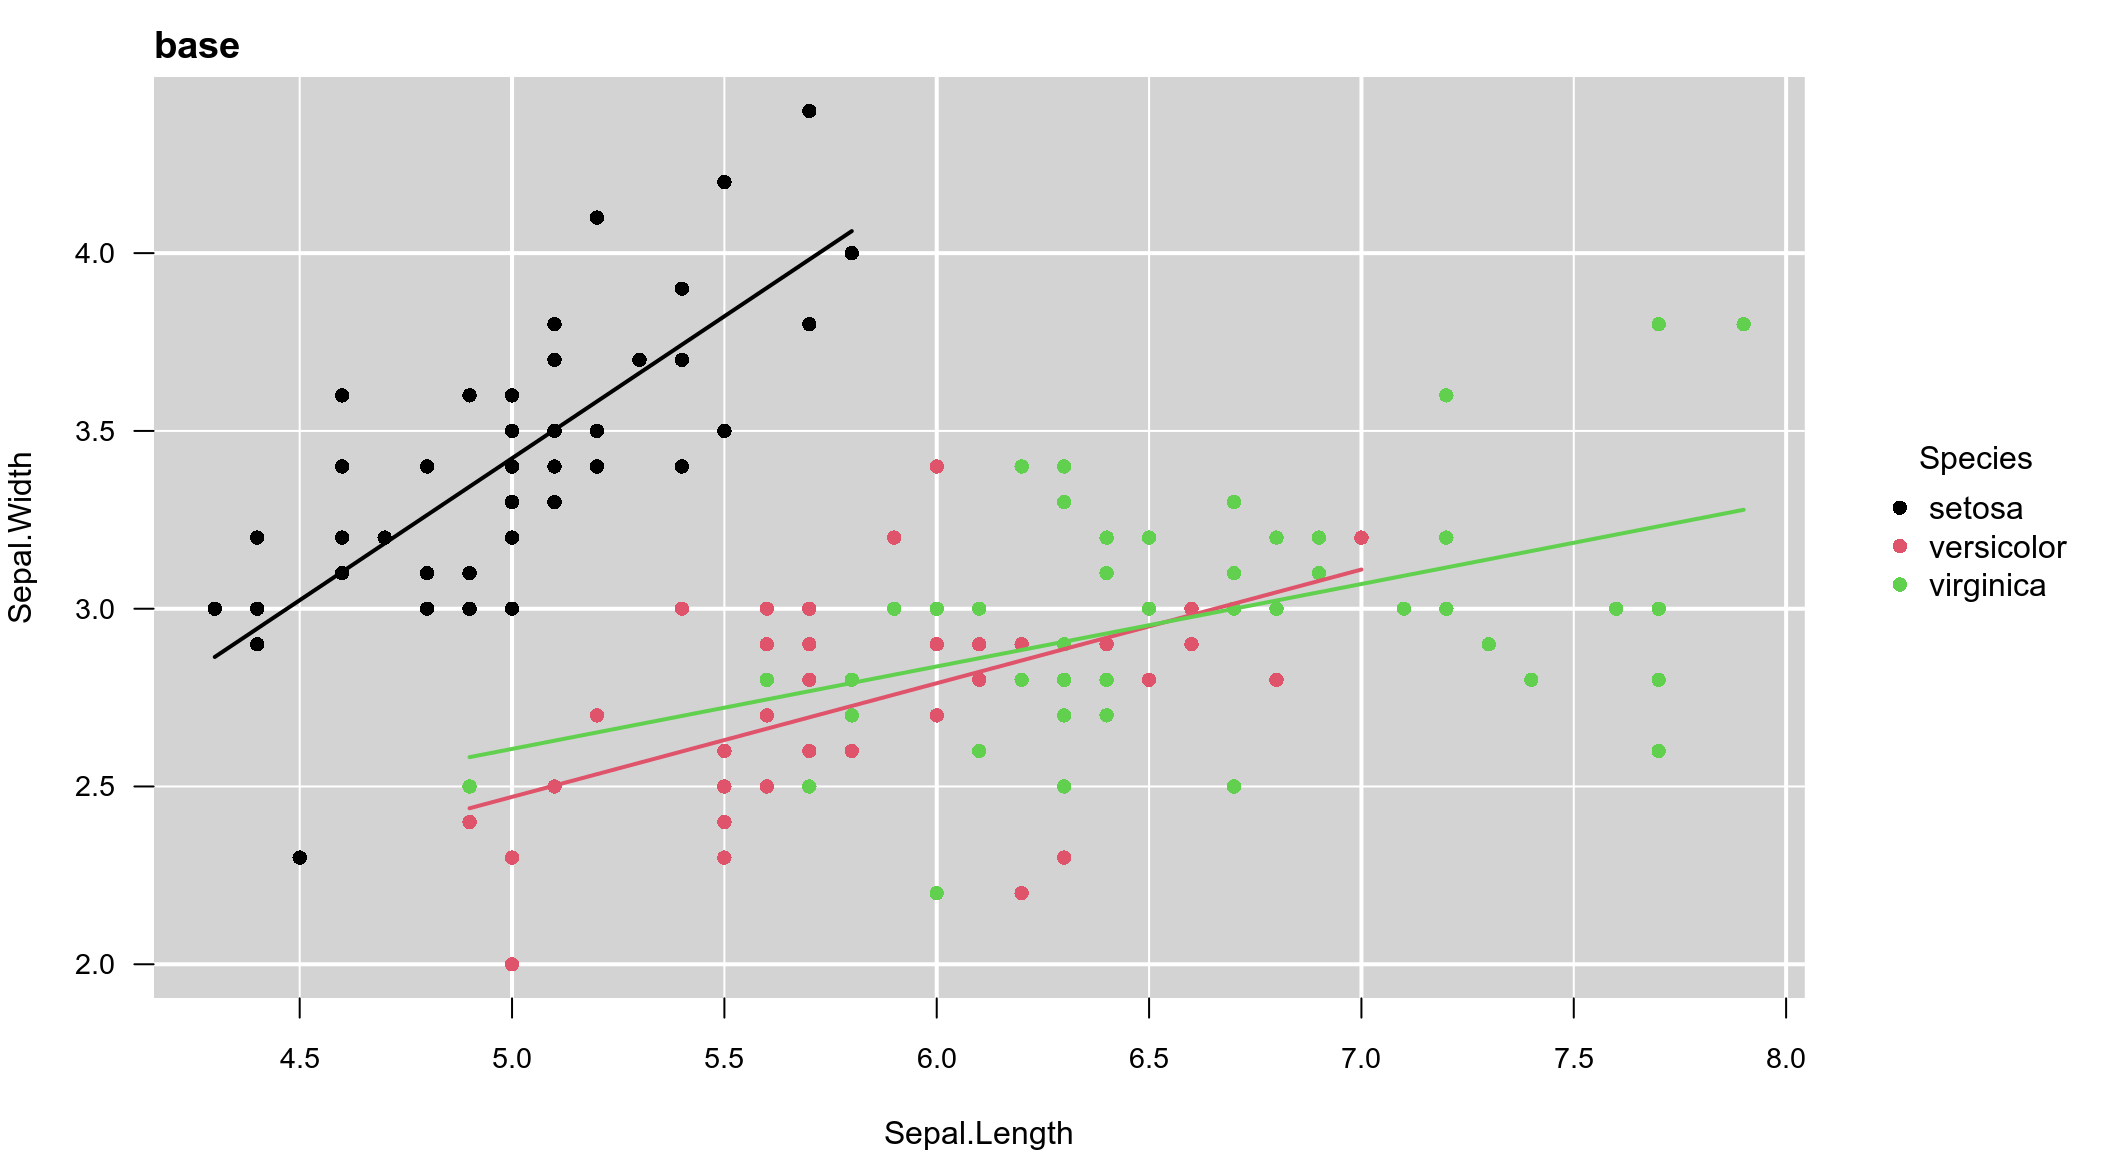 base
4.0
3.5
3.0
2.5
2.0
Sepal.Width
4.5 5.0 5.5 6.0 6.5 7.0 7.5 8.0
Sepal.Length
Species
setosa
versicolor
virginica